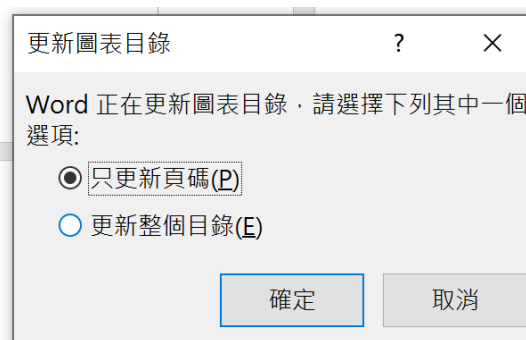 更新圖表目錄
?
Word 正在更新圖表目錄，請選擇下列其中一個
選項:
只更新頁碼(P)
更新整個目錄(E)
確定
取消